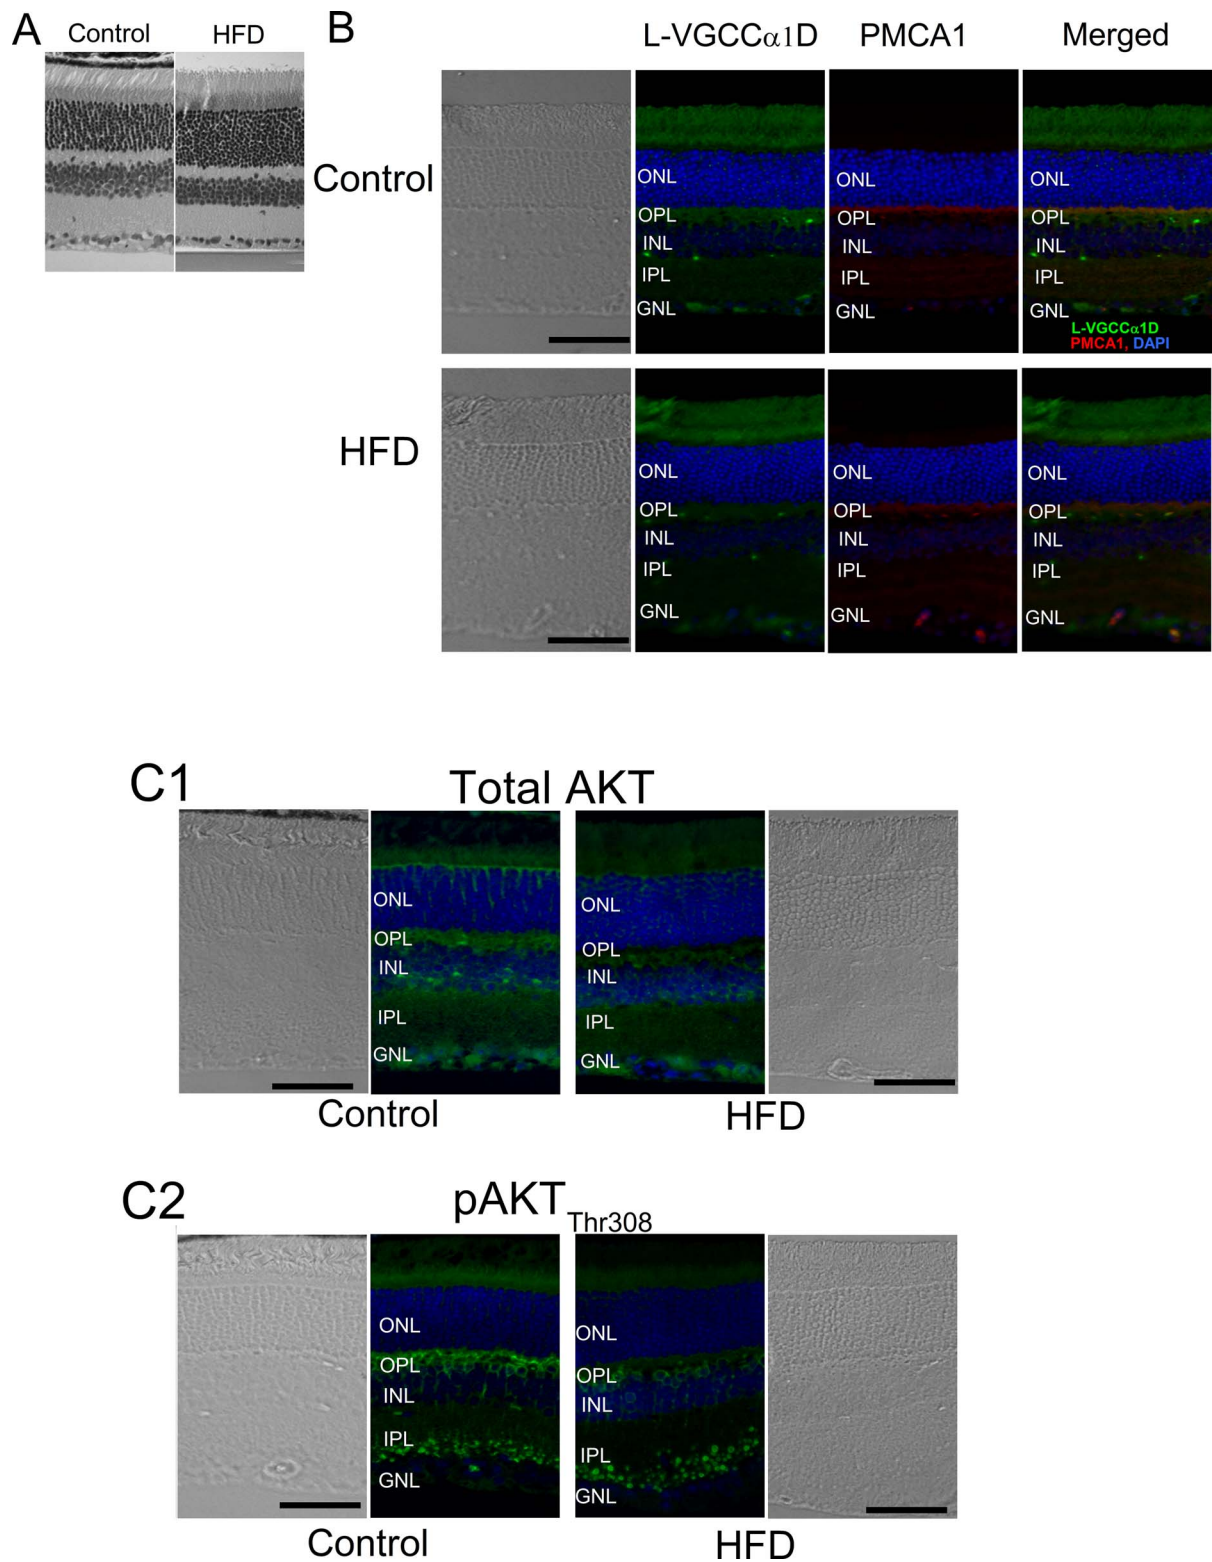 A
Control
HFD
B
L-VGCCα1D
PMCA1
Merged
Control
ONL
OPL
INL
IPL
GNL
ONL
OPL
INL
IPL
GNL
ONL
OPL
INL
IPL
GNL
L-VGCCα1D
PMCA1, DAPI
HFD
ONL
OPL
INL
IPL
GNL
ONL
OPL
INL
IPL
GNL
ONL
OPL
INL
IPL
GNL
C1
Total AKT
ONL
OPL
INL
IPL
GNL
ONL
OPL
INL
IPL
GNL
Control
HFD
C2
pAKT Thr308
ONL
OPL
INL
IPL
GNL
ONL
OPL
INL
IPL
GNL
Control
HFD